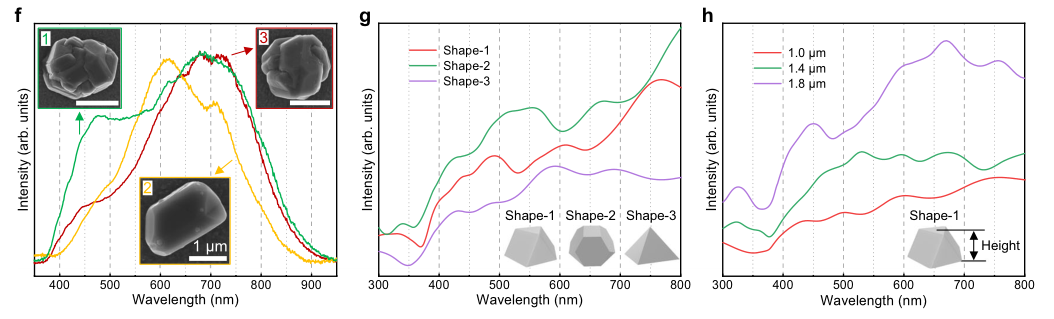 f
1
3
2
1 µm
Intensity (arb. units)
400 500 600 700 800 900
Wavelength (nm)
g
Shape-1
Shape-2
Shape-3
Shape-1 Shape-2 Shape-3
Intensity (arb. units)
300 400 500 600 700 800
Wavelength (nm)
h
1.0 µm
1.4 µm
1.8 µm
Shape-1
Height
Intensity (arb. units)
300 400 500 600 700 800
Wavelength (nm)